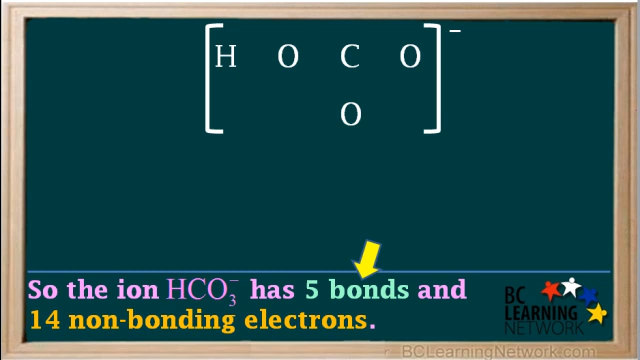 [H O C O]⁻
O
So the ion HCO₃⁻ has 5 bonds and
14 non-bonding electrons.
BC
LEARNING
NETWORK
BCLearningNetwork.com